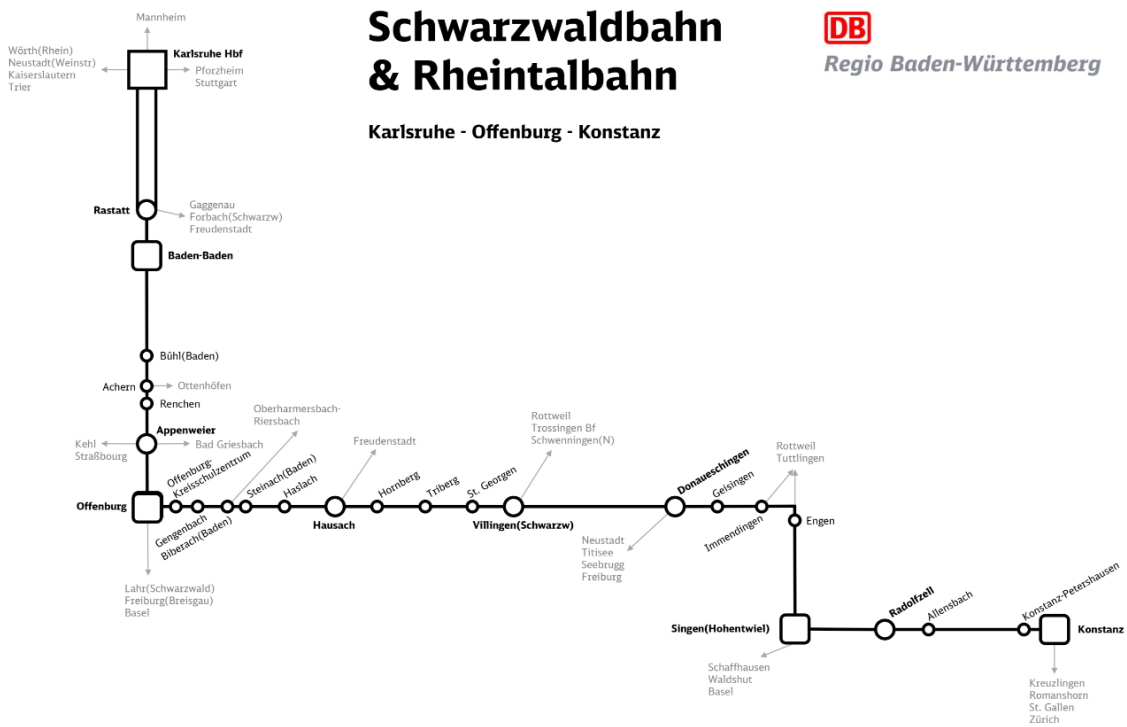 Schwarzwaldbahn
& Rheintalbahn
DB
Regio Baden-Württemberg
Karlsruhe - Offenburg - Konstanz
Mannheim
Karlsruhe Hbf
Wörth(Rhein)
Neustadt(Weinstr)
Kaiserslautern
Trier
Pforzheim
Stuttgart
Rastatt
Gaggenau
Forbach(Schwarzw)
Freudenstadt
Baden-Baden
Bühl(Baden)
Achern
Ottenhöfen
Renchen
Appenweier
Kehl
Straßbourg
Bad Griesbach
Offenburg
Lahr(Schwarzwald)
Freiburg(Breisgau)
Basel
Offenburg-
Kreisschulzentrum
Gengenbach
Biberach(Baden)
Oberharmersbach-
Riersbach
Steinach(Baden)
Haslach
Hausach
Freudenstadt
Hornberg
Triberg
St. Georgen
Villingen(Schwarzw)
Rottweil
Trossingen Bf
Schwenningen(N)
Donaueschingen
Neustadt
Titisee
Seebrugg
Freiburg
Geisingen
Immendingen
Rottweil
Tuttlingen
Engen
Singen(Hohentwiel)
Schaffhausen
Waldshut
Basel
Radolfzell
Allensbach
Konstanz-Petershausen
Konstanz
Kreuzlingen
Romanshorn
St. Gallen
Zürich